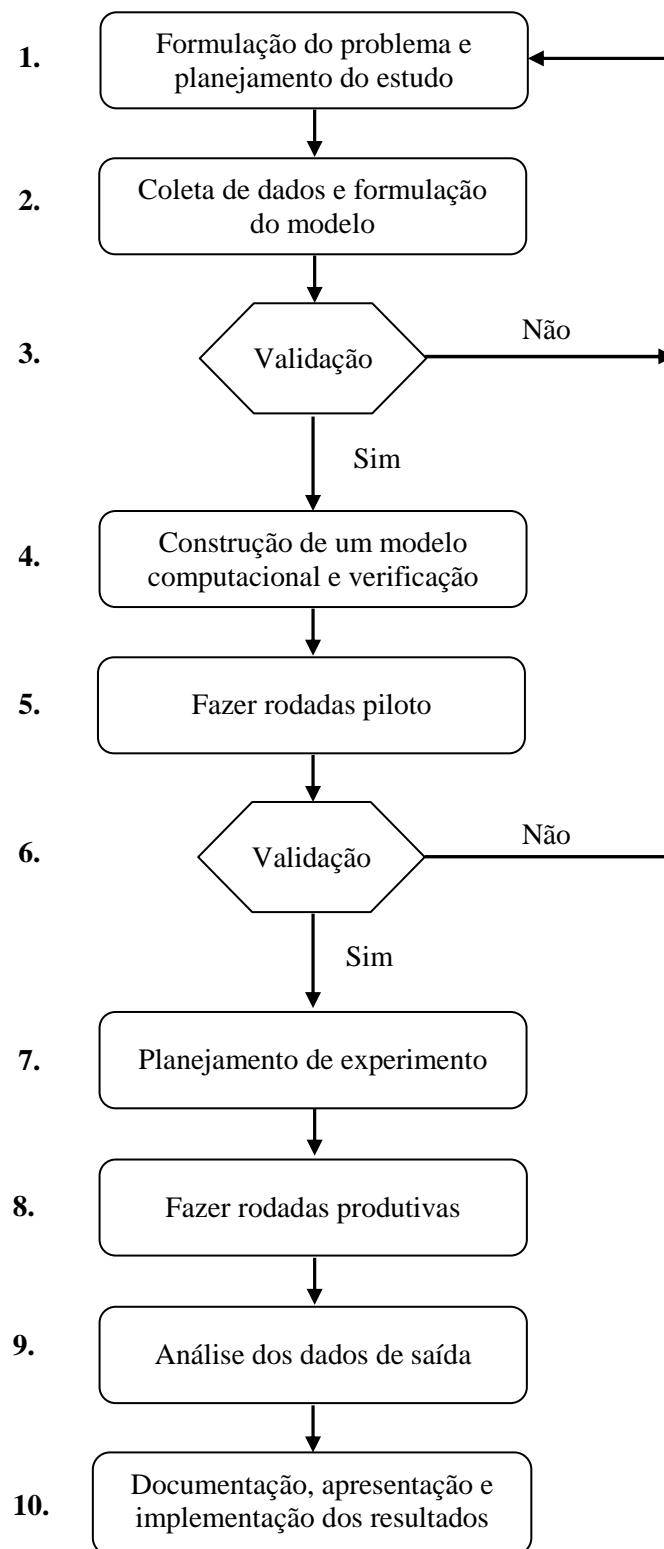 1.
Formulação do problema e
planejamento do estudo
2.
Coleta de dados e formulação
do modelo
3.
Validação
Não
Sim
4.
Construção de um modelo
computacional e verificação
5.
Fazer rodadas piloto
6.
Validação
Não
Sim
7.
Planejamento de experimento
8.
Fazer rodadas produtivas
9.
Análise dos dados de saída
10.
Documentação, apresentação e
implementação dos resultados